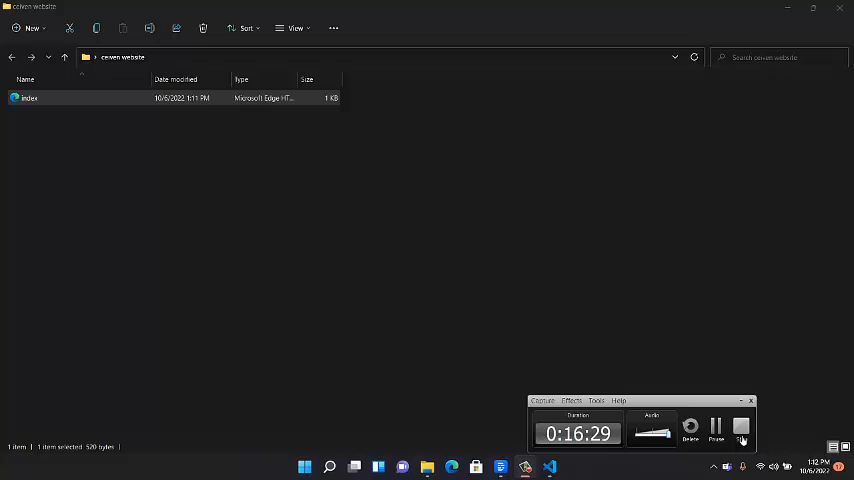 ceiven website
New Sort View
ceiven website Search ceiven website
Name Date modified Type Size
index 10/6/2022 1:11 PM Microsoft Edge HT... 1 KB
Capture Effects Tools Help
Duration Audio
0:16:29
Delete Pause
1 item 1 item selected 520 bytes
1:12 PM
10/6/2022